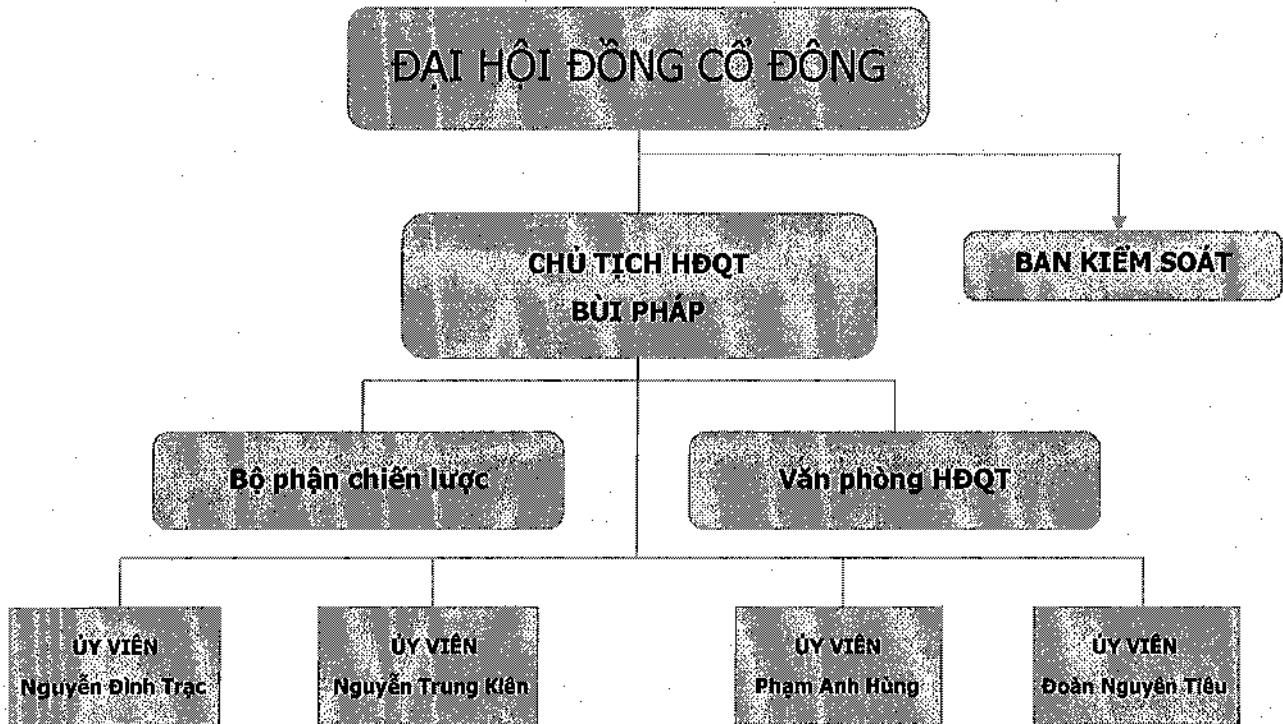 ĐẠI HỘI ĐỒNG CỔ ĐÔNG
CHỦ TỊCH HĐQT
BÙI PHÁP
BAN KIỂM SOÁT
Bộ phận chiến lược
Văn phòng HĐQT
ỦY VIÊN
Nguyễn Đình Trạc
ỦY VIÊN
Nguyễn Trung Kiên
ỦY VIÊN
Phạm Anh Hùng
ỦY VIÊN
Đoàn Nguyên Tiêu